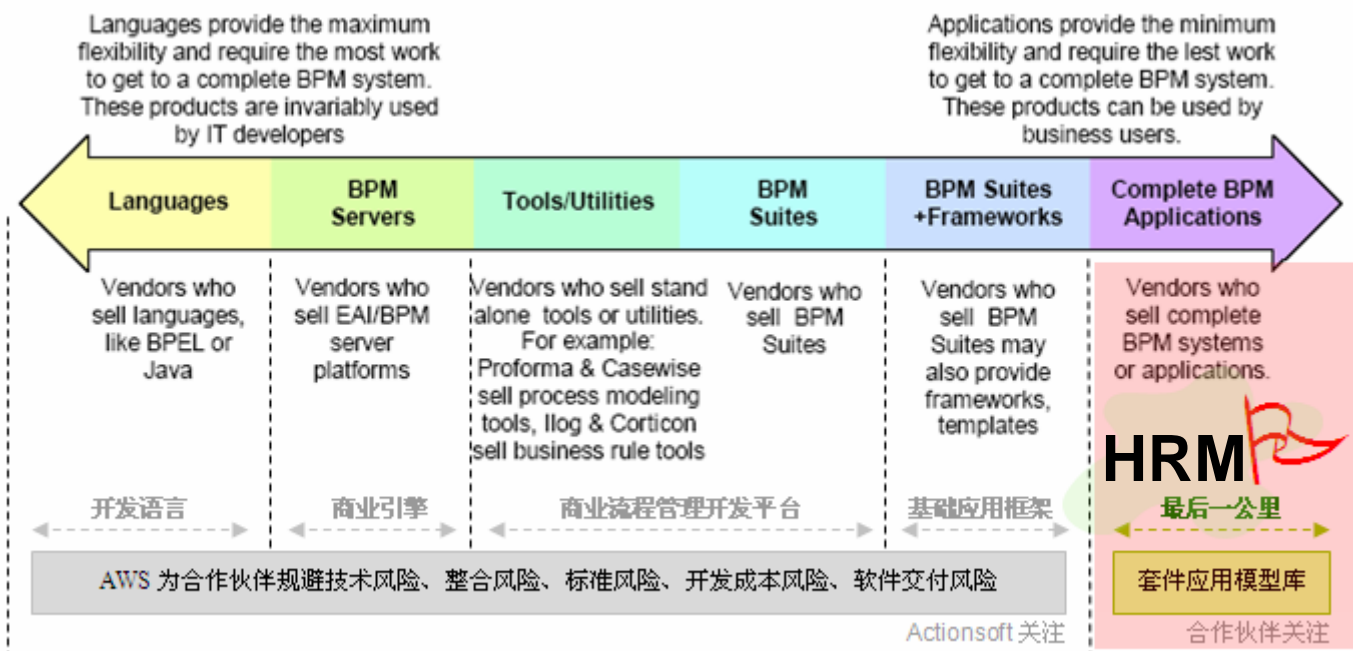 Languages provide the maximum
flexibility and require the most work
to get to a complete BPM system.
These products are invariably used
by IT developers
Applications provide the minimum
flexibility and require the lest work
to get to a complete BPM system.
These products can be used by
business users.
Languages
BPM
Servers
Tools/Utilities
BPM
Suites
BPM Suites
+Frameworks
Complete BPM
Applications
Vendors who
sell languages,
like BPEL or
Java
Vendors who
sell EAI/BPM
server
platforms
Vendors who sell stand
alone tools or utilities.
For example:
Proforma & Casewise
sell process modeling
tools, Ilog & Corticon
sell business rule tools
Vendors who
sell BPM
Suites
Vendors who
sell BPM
Suites may
also provide
frameworks,
templates
Vendors who
sell complete
BPM systems
or applications.
HRM
开发语言
商业引擎
商业流程管理开发平台
基础应用框架
最后一公里
AWS 为合作伙伴规避技术风险、整合风险、标准风险、开发成本风险、软件交付风险
套件应用模型库
Actionsoft 关注
合作伙伴关注